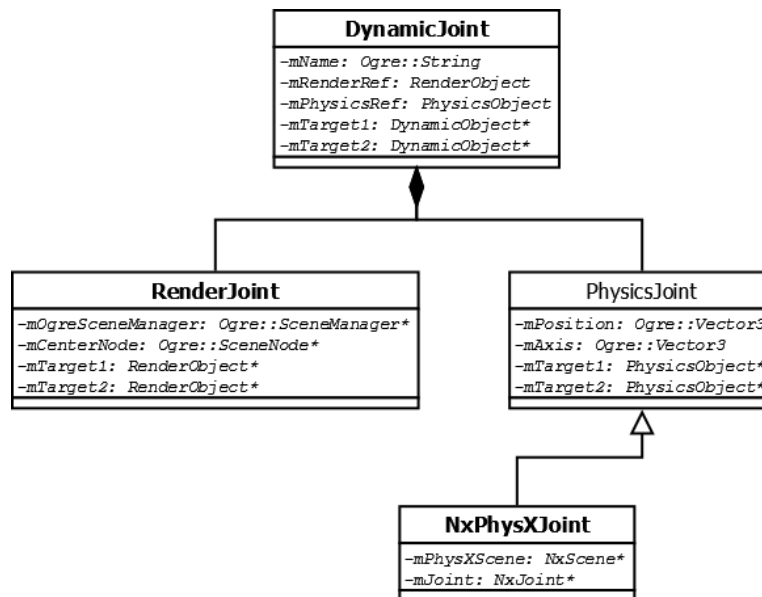 DynamicJoint
-mName: Ogre::String
-mRenderRef: RenderObject
-mPhysicsRef: PhysicsObject
-mTarget1: DynamicObject*
-mTarget2: DynamicObject*
RenderJoint
-mOgreSceneManager: Ogre::SceneManager*
-mCenterNode: Ogre::SceneNode*
-mTarget1: RenderObject*
-mTarget2: RenderObject*
PhysicsJoint
-mPosition: Ogre::Vector3
-mAxis: Ogre::Vector3
-mTarget1: PhysicsObject*
-mTarget2: PhysicsObject*
NxPhysXJoint
-mPhysXScene: NxScene*
-mJoint: NxJoint*